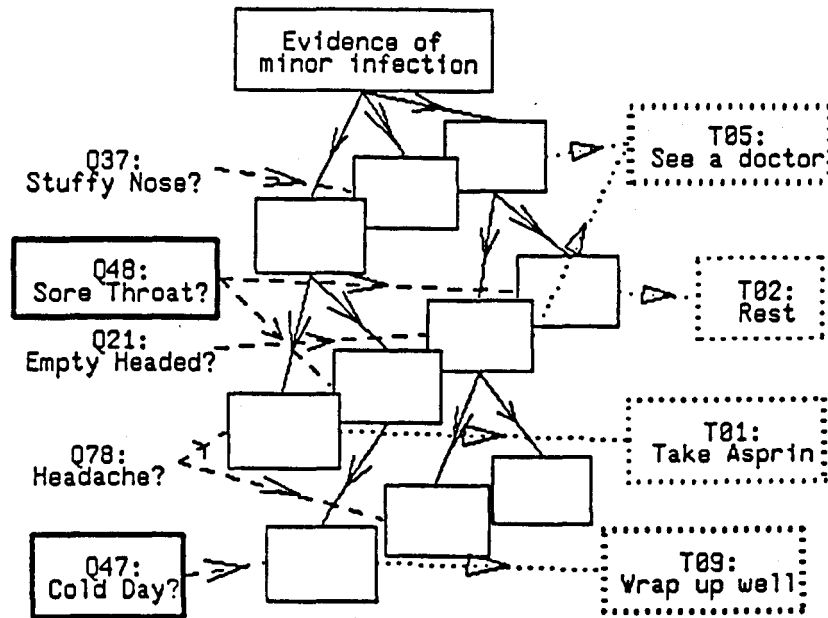 Evidence of
minor infection
Q37:
Stuffy Nose?
T05:
See a doctor
Q48:
Sore Throat?
T02:
Rest
Q21:
Empty Headed?
T01:
Take Asprin
Q78:
Headache?
Q47:
Cold Day?
T09:
Wrap up well